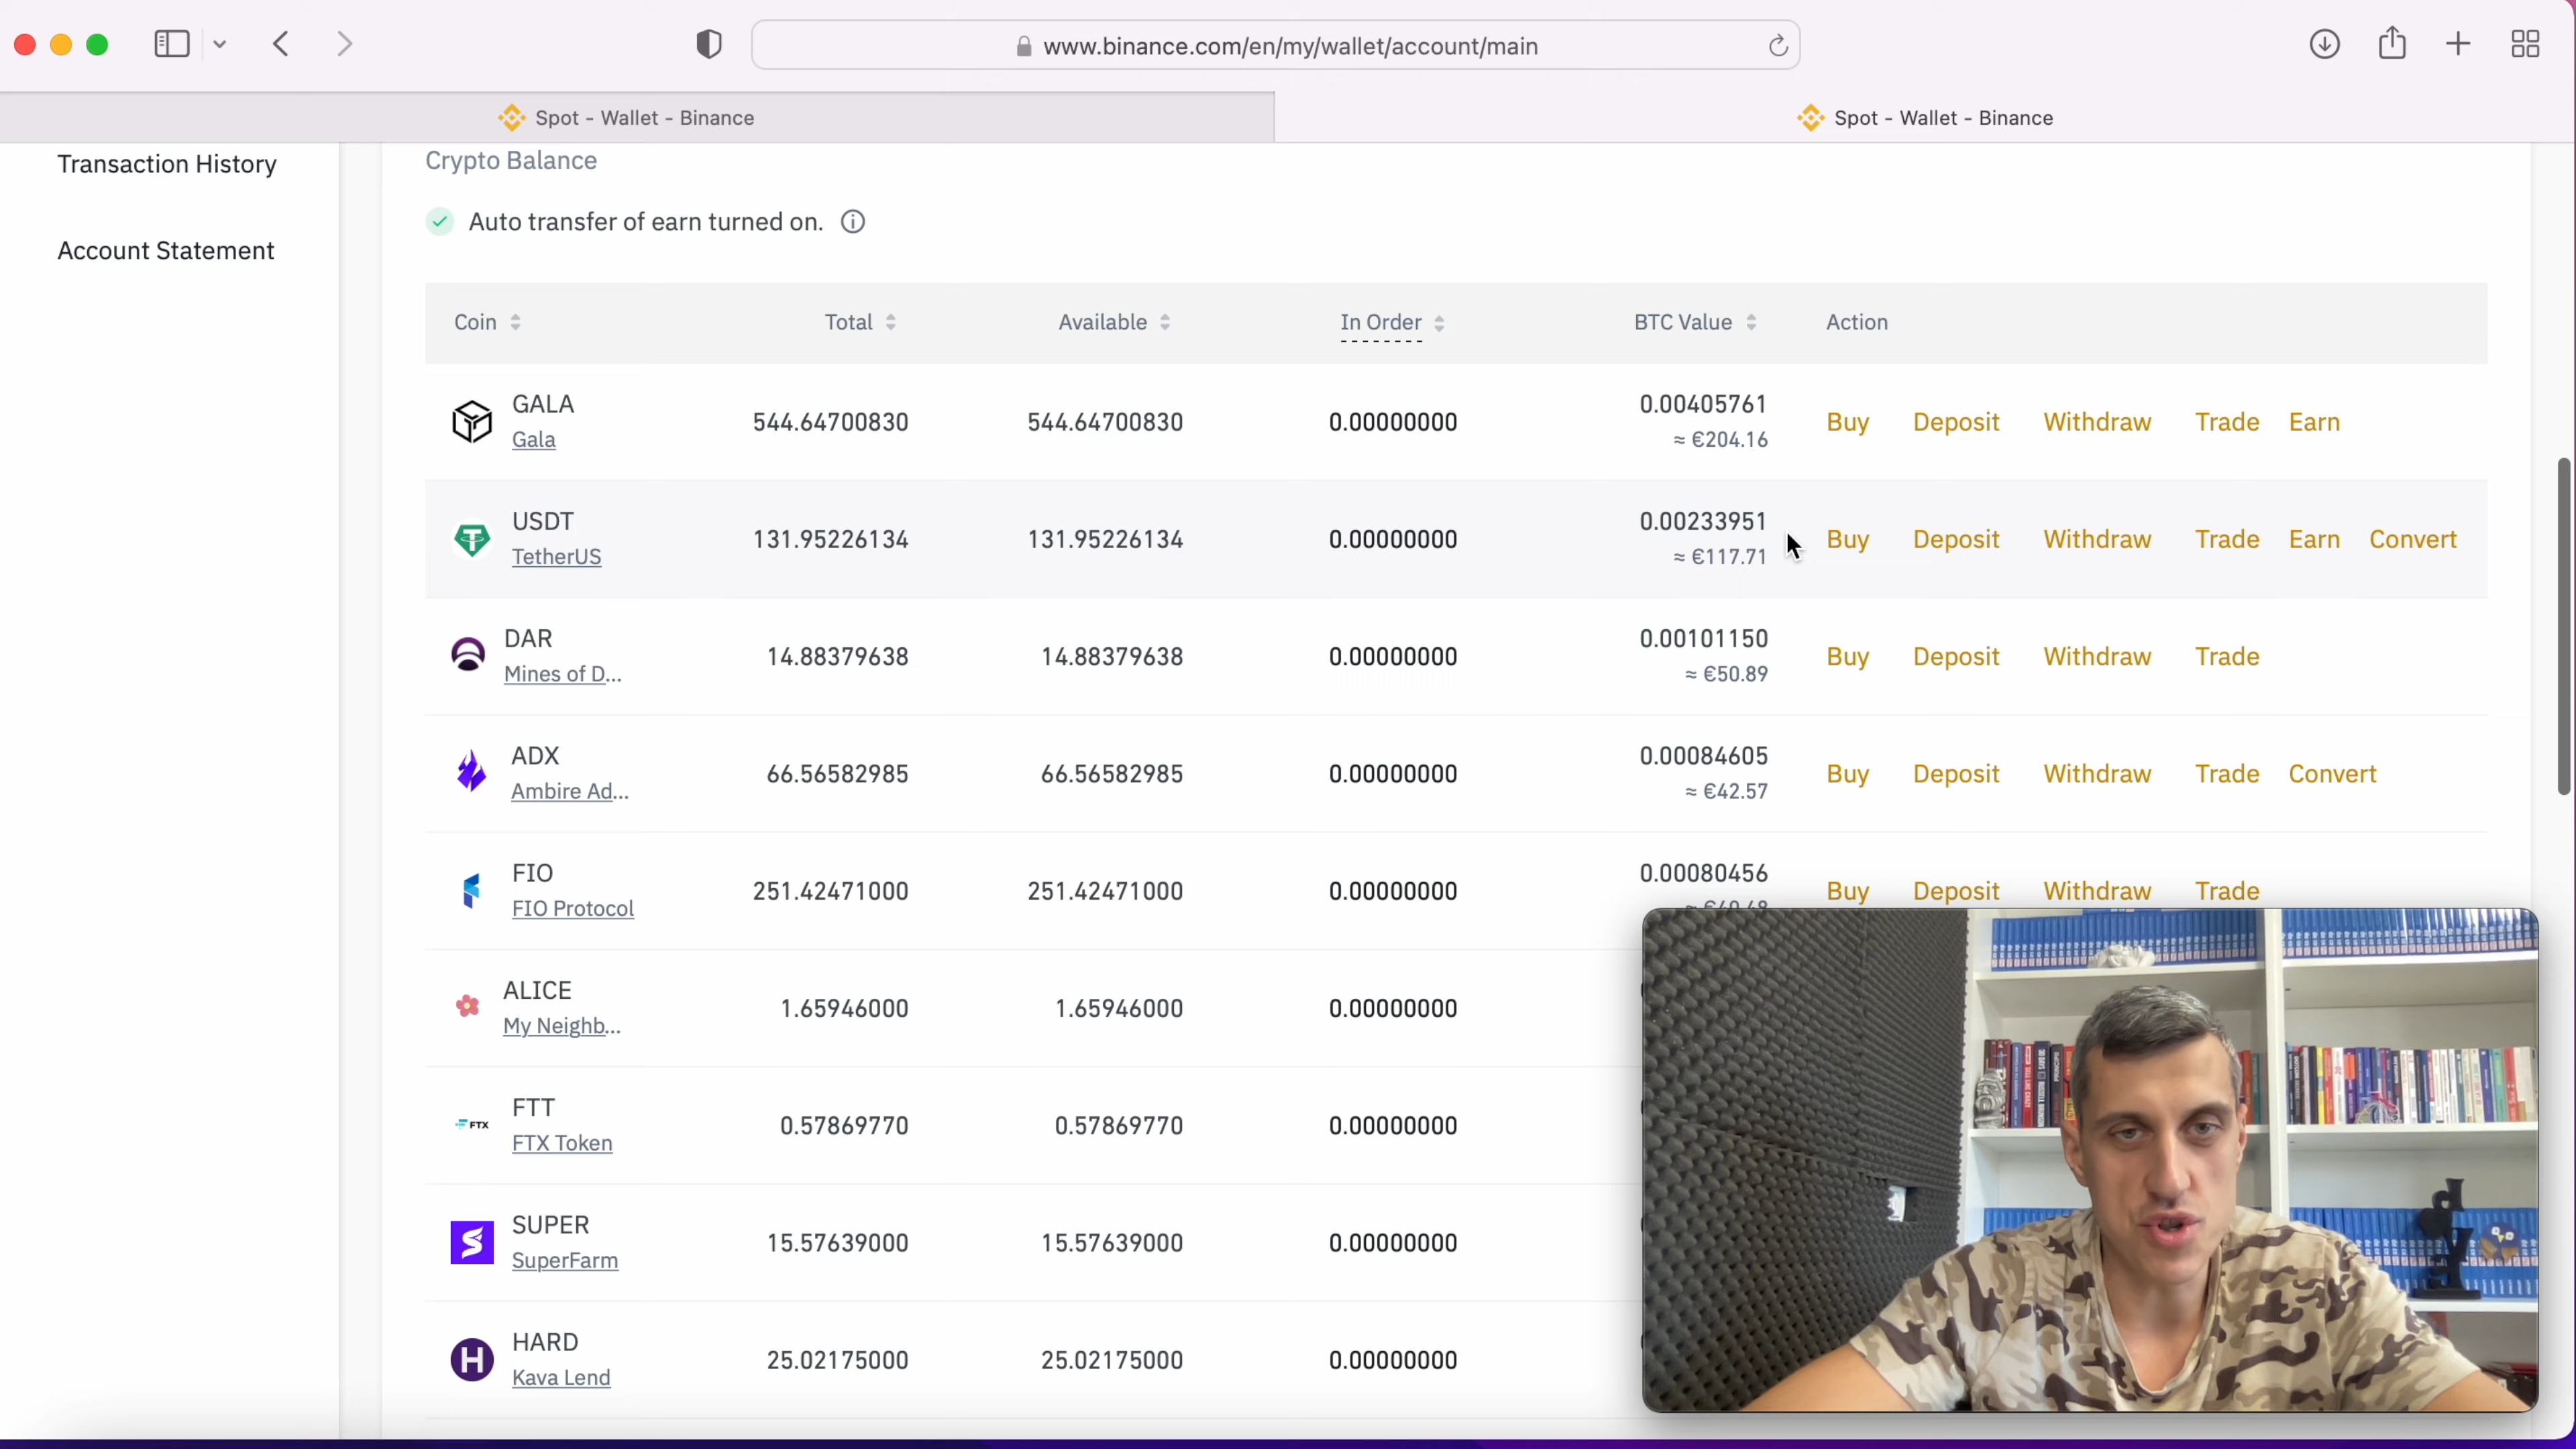 www.binance.com/en/my/wallet/account/main
Spot - Wallet - Binance
Spot - Wallet - Binance
Transaction History
Account Statement
Crypto Balance
Auto transfer of earn turned on.
Coin Total Available In Order BTC Value Action
GALA
Gala
544.64700830 544.64700830 0.00000000
0.00405761
≈ €204.16
Buy Deposit Withdraw Trade Earn
USDT
TetherUS
131.95226134 131.95226134 0.00000000
0.00233951
≈ €117.71
Buy Deposit Withdraw Trade Earn Convert
DAR
Mines of D...
14.88379638 14.88379638 0.00000000
0.00101150
≈ €50.89
Buy Deposit Withdraw Trade
ADX
Ambire Ad...
66.56582985 66.56582985 0.00000000
0.00084605
≈ €42.57
Buy Deposit Withdraw Trade Convert
FIO
FIO Protocol
251.42471000 251.42471000 0.00000000
0.00080456
Buy Deposit Withdraw Trade
ALICE
My Neighb...
1.65946000 1.65946000 0.00000000
FTX
FTT
FTX Token
0.57869770 0.57869770 0.00000000
SUPER
SuperFarm
15.57639000 15.57639000 0.00000000
HARD
Kava Lend
25.02175000 25.02175000 0.00000000